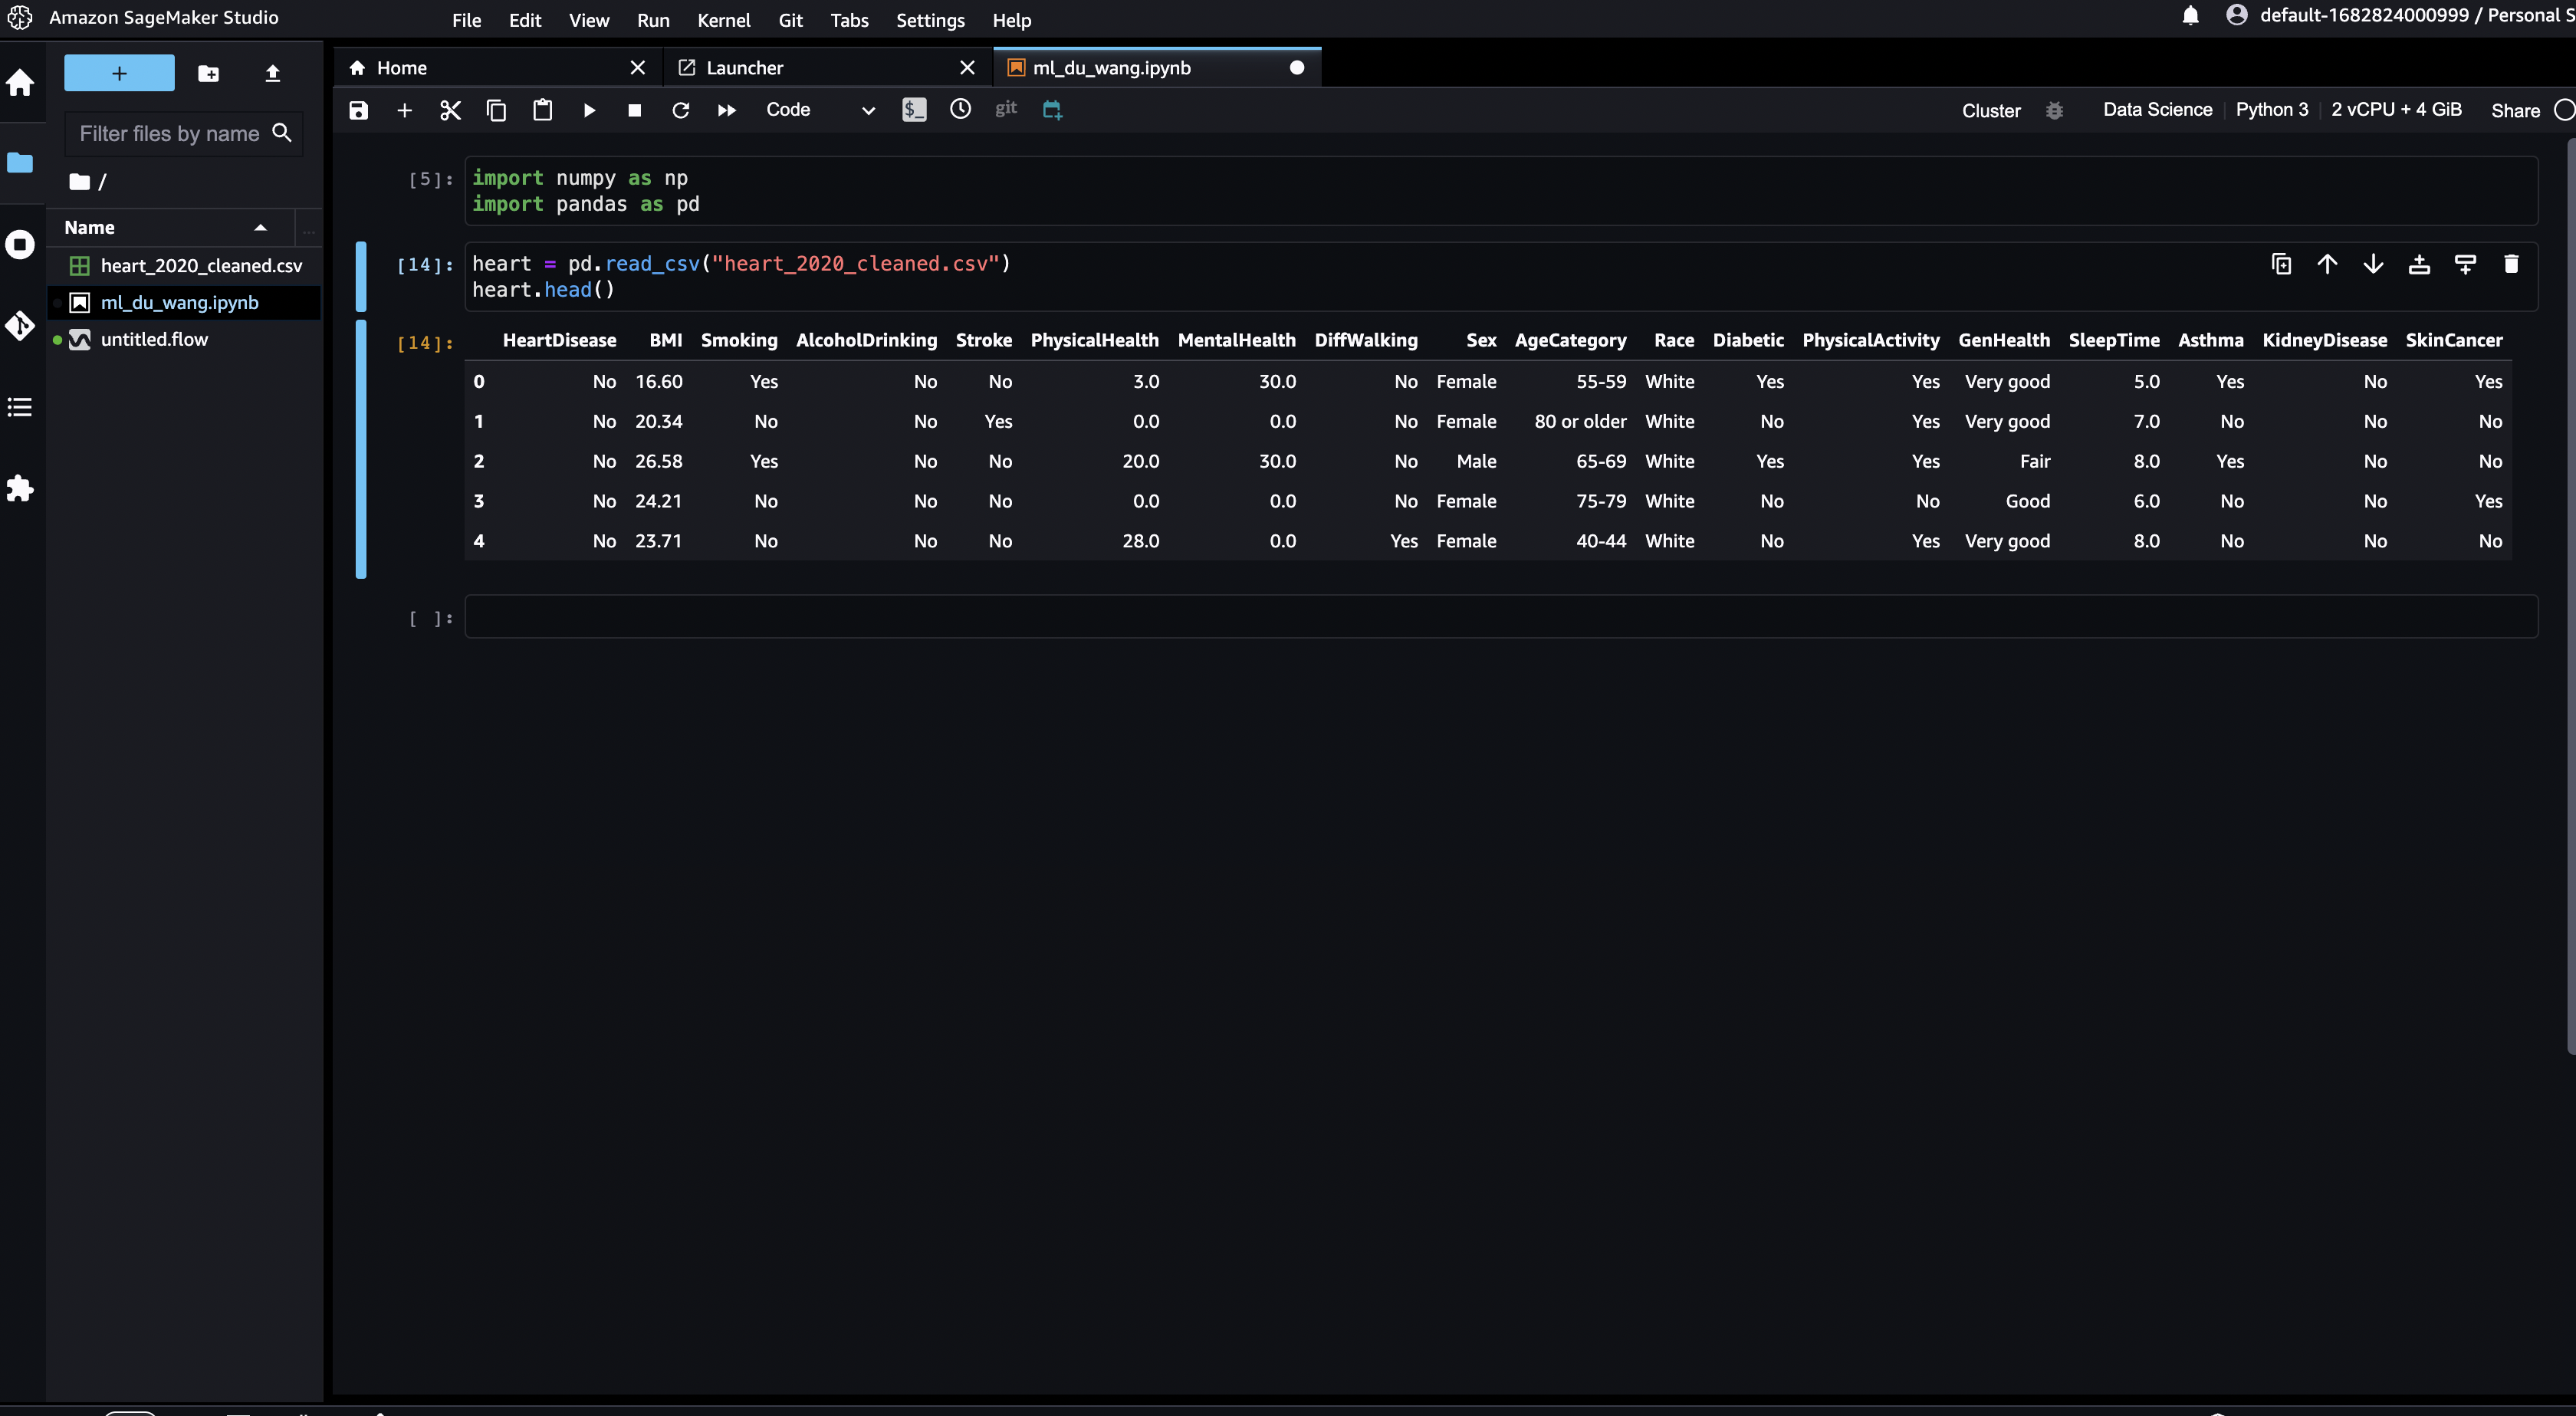 Amazon SageMaker Studio
File Edit View Run Kernel Git Tabs Settings Help
default-1682824000999 / Personal S
Home
Launcher
ml_du_wang.ipynb
Code
git
Cluster
Data Science
Python 3
2 vCPU + 4 GiB
Share
Filter files by name
/
Name
heart_2020_cleaned.csv
ml_du_wang.ipynb
untitled.flow
[5]: import numpy as np
import pandas as pd
[14]: heart = pd.read_csv("heart_2020_cleaned.csv")
heart.head()
[14]: HeartDisease BMI Smoking AlcoholDrinking Stroke PhysicalHealth MentalHealth DiffWalking Sex AgeCategory Race Diabetic PhysicalActivity GenHealth SleepTime Asthma KidneyDisease SkinCancer
0 No 16.60 Yes No No 3.0 30.0 No Female 55-59 White Yes Yes Very good 5.0 Yes No Yes
1 No 20.34 No No Yes 0.0 0.0 No Female 80 or older White No Yes Very good 7.0 No No No
2 No 26.58 Yes No No 20.0 30.0 No Male 65-69 White Yes Yes Fair 8.0 Yes No No
3 No 24.21 No No No 0.0 0.0 No Female 75-79 White No No Good 6.0 No No Yes
4 No 23.71 No No No 28.0 0.0 Yes Female 40-44 White No Yes Very good 8.0 No No No
[ ]: